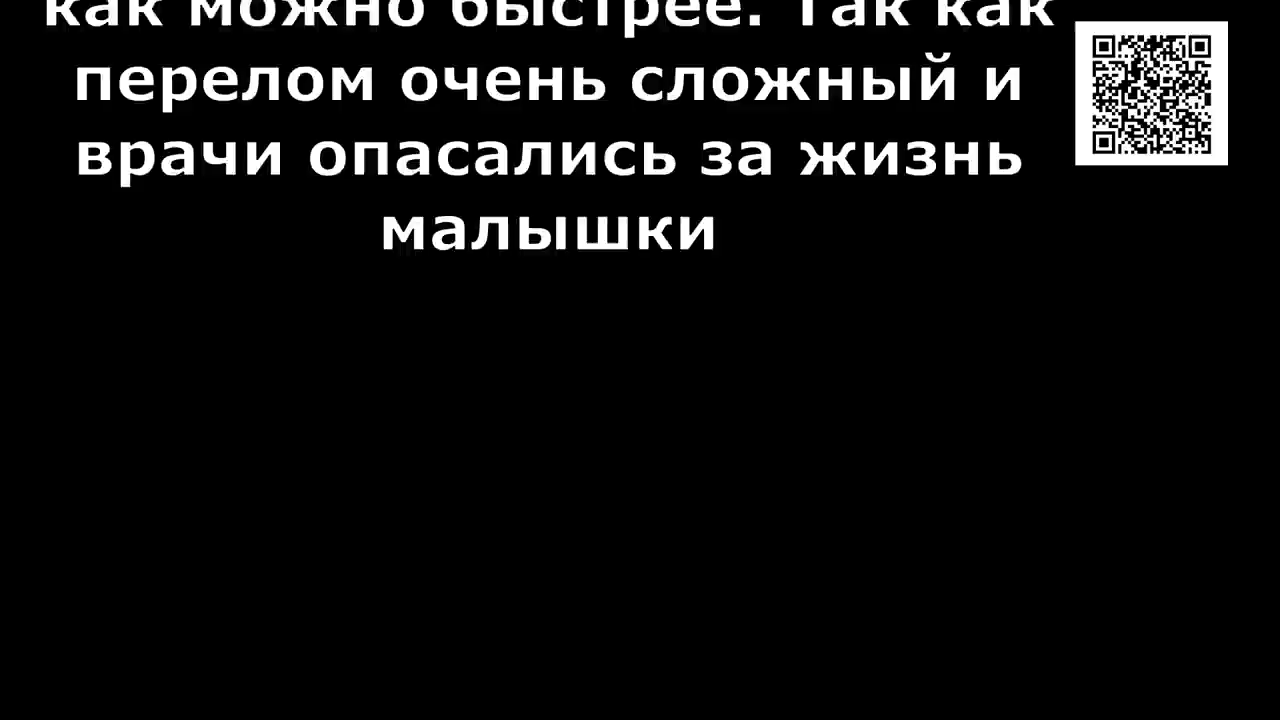 как можно быстрее. Так как
перелом очень сложный и
врачи опасались за жизнь
малышки